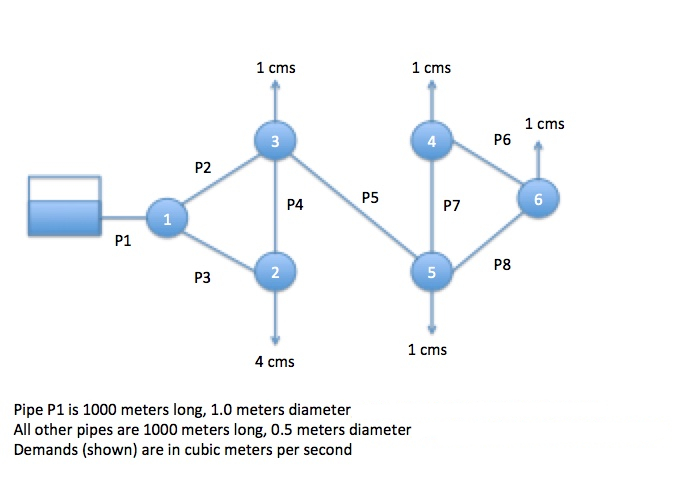 1 cms
1 cms
1 cms
3
4
P6
P2
6
P5
P4
P7
1
P1
P3
2
5
P8
4 cms
1 cms
Pipe P1 is 1000 meters long, 1.0 meters diameter
All other pipes are 1000 meters long, 0.5 meters diameter
Demands (shown) are in cubic meters per second